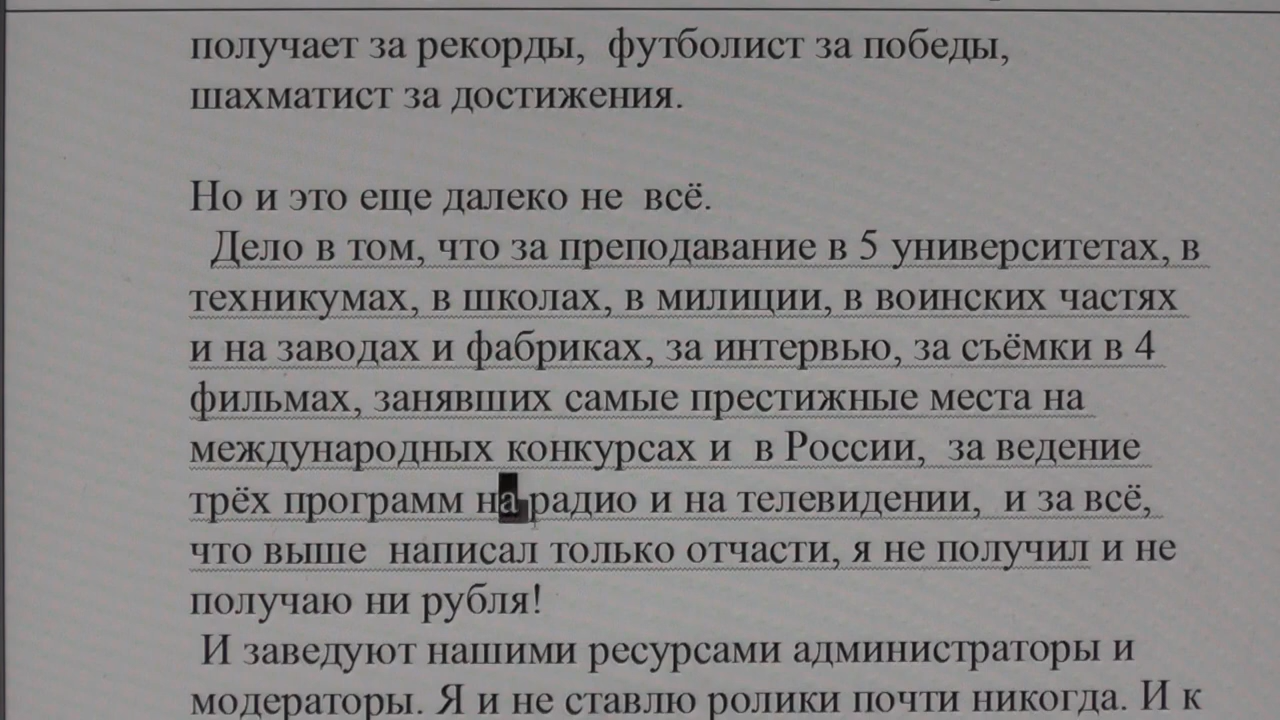 получает за рекорды, футболист за победы,
шахматист за достижения.
Но и это еще далеко не всё.
Дело в том, что за преподавание в 5 университетах, в
техникумах, в школах, в милиции, в воинских частях
и на заводах и фабриках, за интервью, за съёмки в 4
фильмах, занявших самые престижные места на
международных конкурсах и в России, за ведение
трёх программ на радио и на телевидении, и за всё,
что выше написал только отчасти, я не получил и не
получаю ни рубля!
И заведуют нашими ресурсами администраторы и
модераторы. Я и не ставлю ролики почти никогда. И к